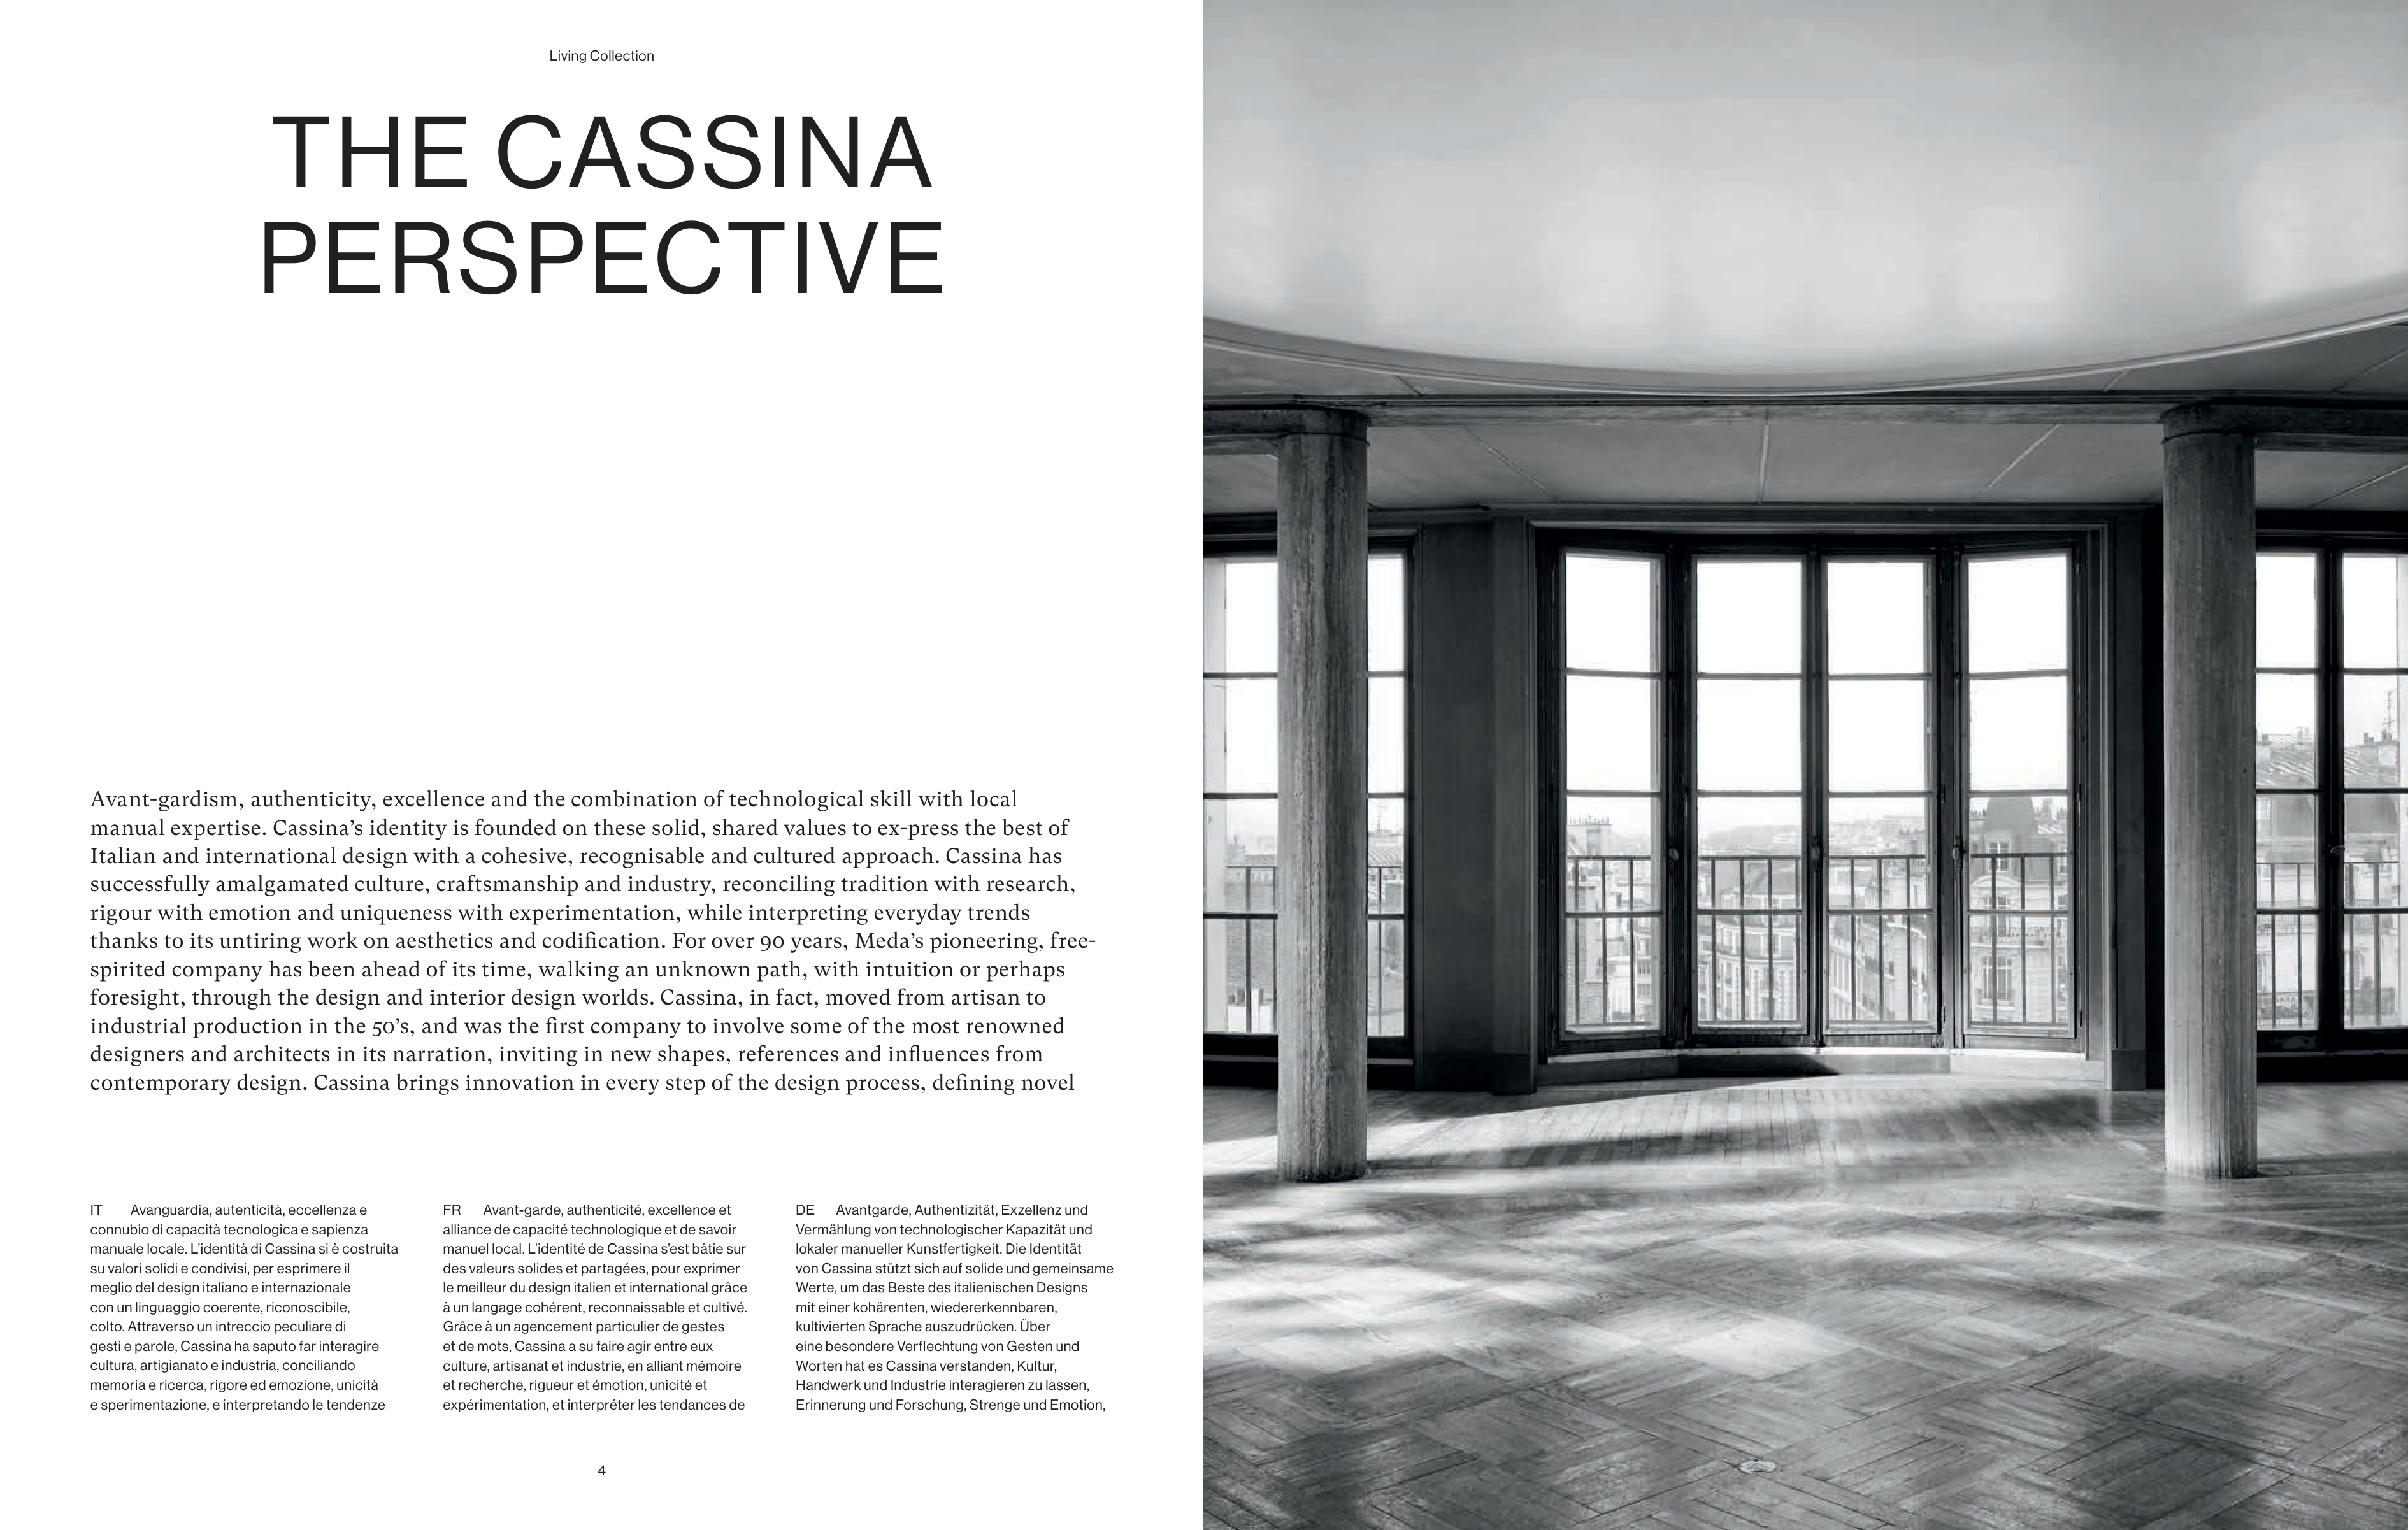 Living Collection
THE CASSINA
PERSPECTIVE
Avant-gardism, authenticity, excellence and the combination of technological skill with local
manual expertise. Cassina’s identity is founded on these solid, shared values to ex-press the best of
Italian and international design with a cohesive, recognisable and cultured approach. Cassina has
successfully amalgamated culture, craftsmanship and industry, reconciling tradition with research,
rigour with emotion and uniqueness with experimentation, while interpreting everyday trends
thanks to its untiring work on aesthetics and codification. For over 90 years, Meda’s pioneering, free-
spirited company has been ahead of its time, walking an unknown path, with intuition or perhaps
foresight, through the design and interior design worlds. Cassina, in fact, moved from artisan to
industrial production in the 50’s, and was the first company to involve some of the most renowned
designers and architects in its narration, inviting in new shapes, references and influences from
contemporary design. Cassina brings innovation in every step of the design process, defining novel
IT Avanguardia, autenticità, eccellenza e
connubio di capacità tecnologica e sapienza
manuale locale. L’identità di Cassina si è costruita
su valori solidi e condivisi, per esprimere il
meglio del design italiano e internazionale
con un linguaggio coerente, riconoscibile,
colto. Attraverso un intreccio peculiare di
gesti e parole, Cassina ha saputo far interagire
cultura, artigianato e industria, conciliando
memoria e ricerca, rigore ed emozione, unicità
e sperimentazione, e interpretando le tendenze
FR Avant-garde, authenticité, excellence et
alliance de capacité technologique et de savoir
manuel local. L’identité de Cassina s’est bâtie sur
des valeurs solides et partagées, pour exprimer
le meilleur du design italien et international grâce
à un langage cohérent, reconnaissable et cultivé.
Grâce à un agencement particulier de gestes
et de mots, Cassina a su faire agir entre eux
culture, artisanat et industrie, en alliant mémoire
et recherche, rigueur et émotion, unicité et
expérimentation, et interpréter les tendances de
DE Avantgarde, Authentizität, Exzellenz und
Vermählung von technologischer Kapazität und
lokaler manueller Kunstfertigkeit. Die Identität
von Cassina stützt sich auf solide und gemeinsame
Werte, um das Beste des italienischen Designs
mit einer kohärenten, wiedererkennbaren,
kultivierten Sprache auszudrücken. Über
eine besondere Verflechtung von Gesten und
Worten hat es Cassina verstanden, Kultur,
Handwerk und Industrie interagieren zu lassen,
Erinnerung und Forschung, Strenge und Emotion,
4